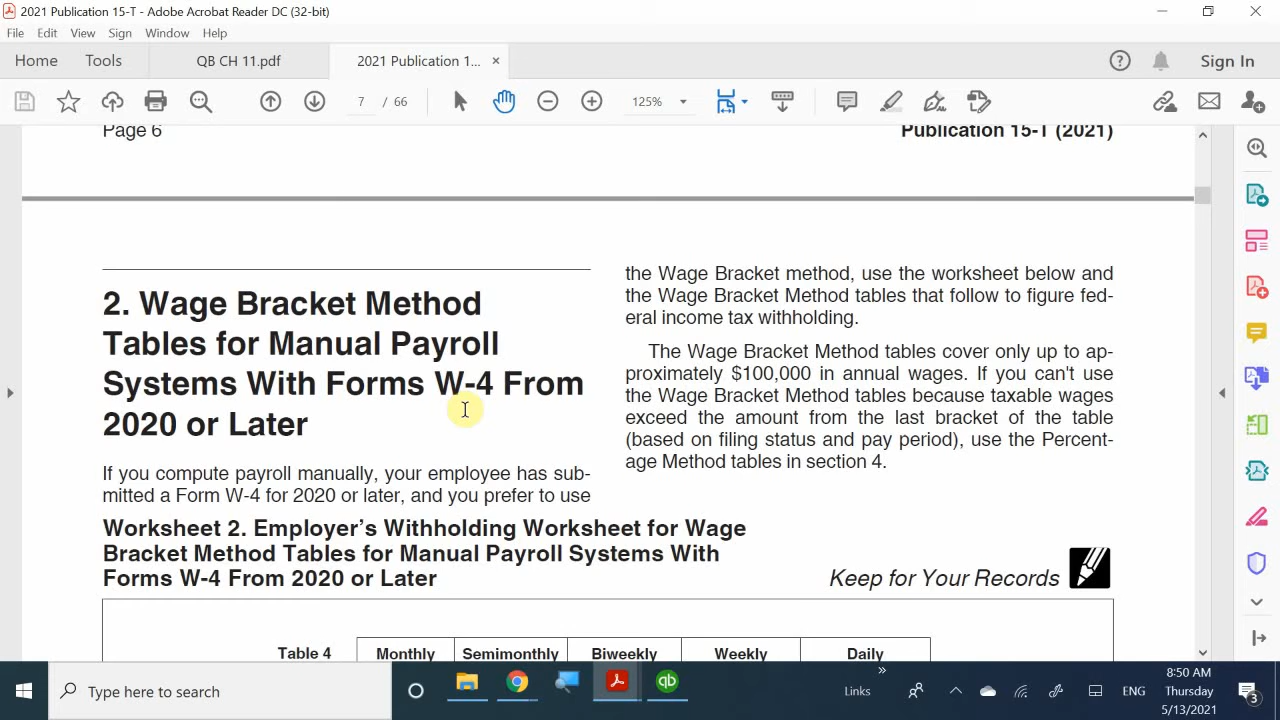 2021 Publication 15-T - Adobe Acrobat Reader DC (32-bit)
File Edit View Sign Window Help
Home Tools QB CH 11.pdf 2021 Publication 1... × Sign In
7 / 66 125%
Page 6 Publication 15-T (2021)
2. Wage Bracket Method
Tables for Manual Payroll
Systems With Forms W-4 From
2020 or Later
If you compute payroll manually, your employee has sub-
mitted a Form W-4 for 2020 or later, and you prefer to use
the Wage Bracket method, use the worksheet below and
the Wage Bracket Method tables that follow to figure fed-
eral income tax withholding.
The Wage Bracket Method tables cover only up to ap-
proximately $100,000 in annual wages. If you can't use
the Wage Bracket Method tables because taxable wages
exceed the amount from the last bracket of the table
(based on filing status and pay period), use the Percent-
age Method tables in section 4.
Worksheet 2. Employer’s Withholding Worksheet for Wage
Bracket Method Tables for Manual Payroll Systems With
Forms W-4 From 2020 or Later
Keep for Your Records
Table 4 Monthly Semimonthly Biweekly Weekly Daily
Type here to search
qb
Links
ENG
8:50 AM
Thursday
5/13/2021
3